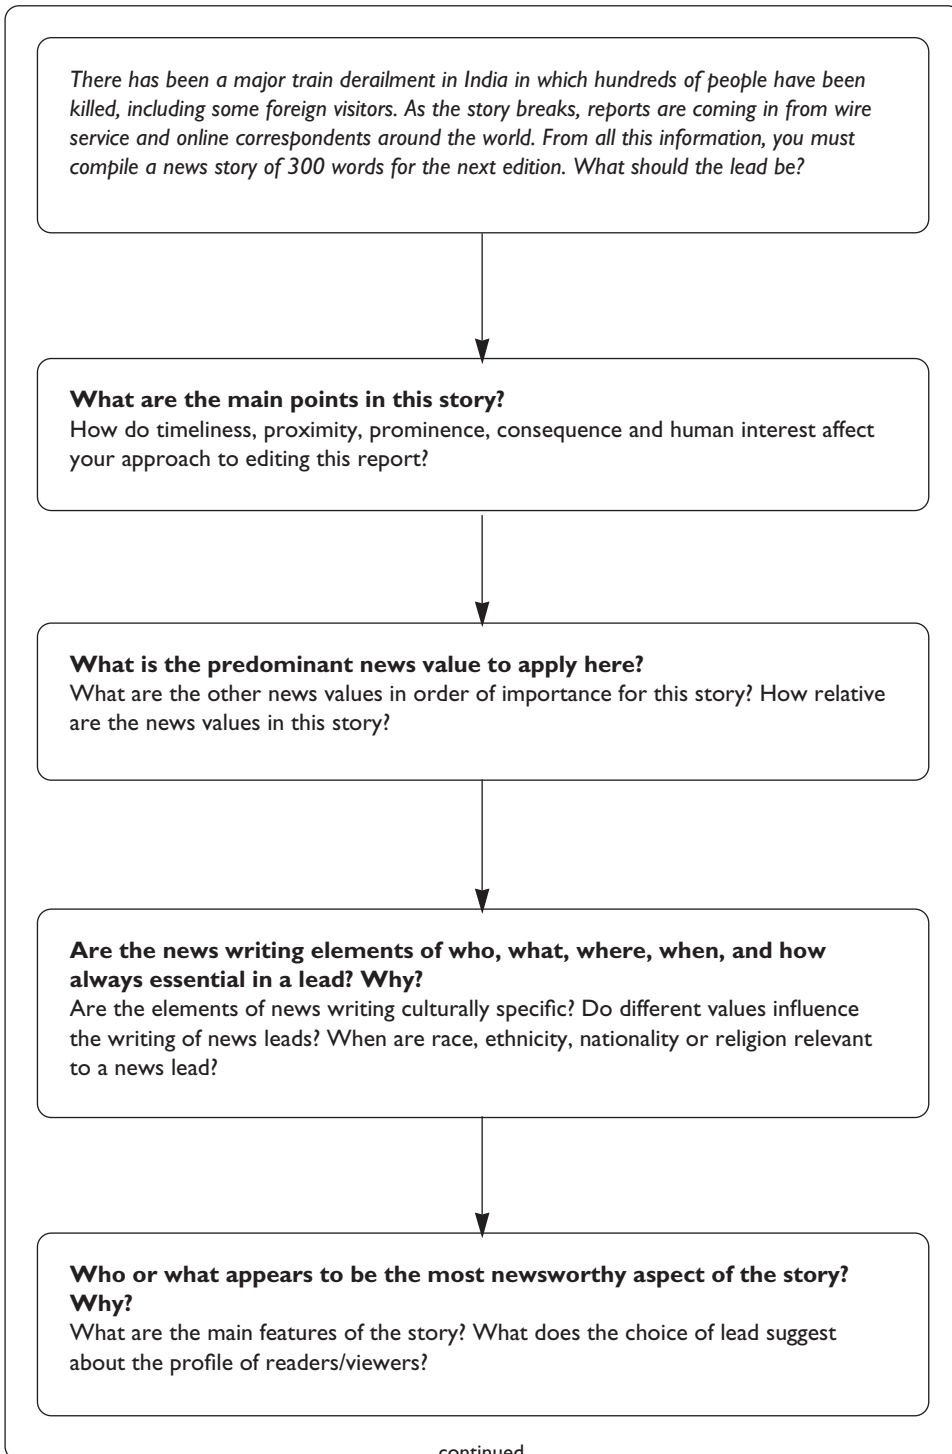 There has been a major train derailment in India in which hundreds of people have been
killed, including some foreign visitors. As the story breaks, reports are coming in from wire
service and online correspondents around the world. From all this information, you must
compile a news story of 300 words for the next edition. What should the lead be?
What are the main points in this story?
How do timeliness, proximity, prominence, consequence and human interest affect
your approach to editing this report?
What is the predominant news value to apply here?
What are the other news values in order of importance for this story? How relative
are the news values in this story?
Are the news writing elements of who, what, where, when, and how
always essential in a lead? Why?
Are the elements of news writing culturally specific? Do different values influence
the writing of news leads? When are race, ethnicity, nationality or religion relevant
to a news lead?
Who or what appears to be the most newsworthy aspect of the story?
Why?
What are the main features of the story? What does the choice of lead suggest
about the profile of readers/viewers?
continued